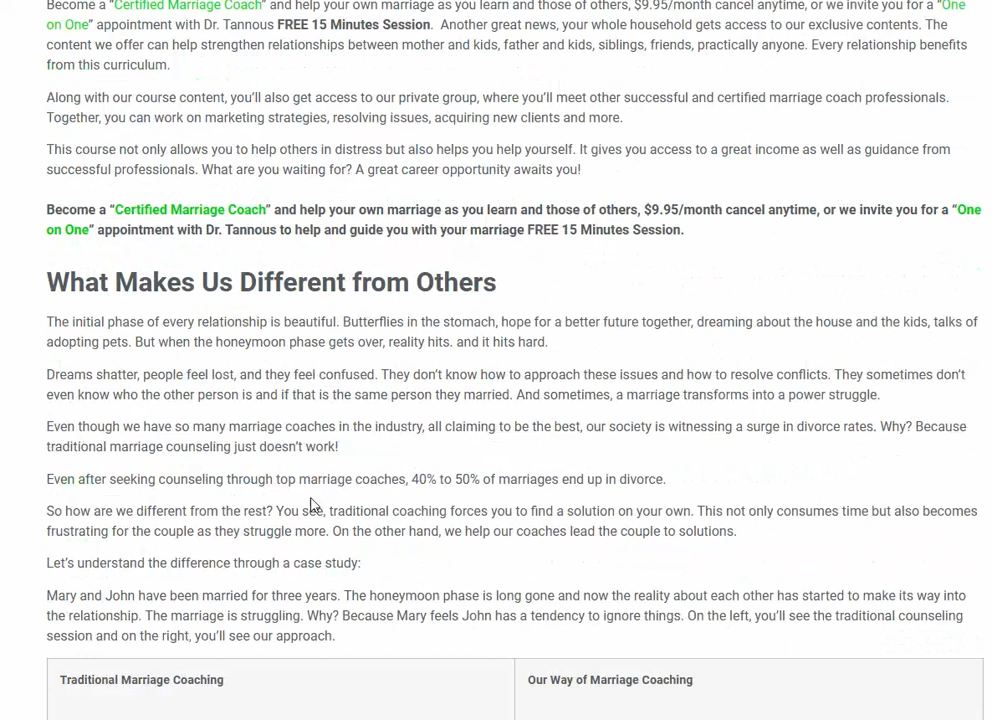 Become a “Certified Marriage Coach” and help your own marriage as you learn and those of others, $9.95/month cancel anytime, or we invite you for a “One
on One” appointment with Dr. Tannous FREE 15 Minutes Session.  Another great news, your whole household gets access to our exclusive contents. The
content we offer can help strengthen relationships between mother and kids, father and kids, siblings, friends, practically anyone. Every relationship benefits
from this curriculum.
Along with our course content, you’ll also get access to our private group, where you’ll meet other successful and certified marriage coach professionals.
Together, you can work on marketing strategies, resolving issues, acquiring new clients and more.
This course not only allows you to help others in distress but also helps you help yourself. It gives you access to a great income as well as guidance from
successful professionals. What are you waiting for? A great career opportunity awaits you!
Become a “Certified Marriage Coach” and help your own marriage as you learn and those of others, $9.95/month cancel anytime, or we invite you for a “One
on One” appointment with Dr. Tannous to help and guide you with your marriage FREE 15 Minutes Session.
What Makes Us Different from Others
The initial phase of every relationship is beautiful. Butterflies in the stomach, hope for a better future together, dreaming about the house and the kids, talks of
adopting pets. But when the honeymoon phase gets over, reality hits. and it hits hard.
Dreams shatter, people feel lost, and they feel confused. They don’t know how to approach these issues and how to resolve conflicts. They sometimes don’t
even know who the other person is and if that is the same person they married. And sometimes, a marriage transforms into a power struggle.
Even though we have so many marriage coaches in the industry, all claiming to be the best, our society is witnessing a surge in divorce rates. Why? Because
traditional marriage counseling just doesn’t work!
Even after seeking counseling through top marriage coaches, 40% to 50% of marriages end up in divorce.
So how are we different from the rest? You see, traditional coaching forces you to find a solution on your own. This not only consumes time but also becomes
frustrating for the couple as they struggle more. On the other hand, we help our coaches lead the couple to solutions.
Let’s understand the difference through a case study:
Mary and John have been married for three years. The honeymoon phase is long gone and now the reality about each other has started to make its way into
the relationship. The marriage is struggling. Why? Because Mary feels John has a tendency to ignore things. On the left, you’ll see the traditional counseling
session and on the right, you’ll see our approach.
Traditional Marriage Coaching
Our Way of Marriage Coaching